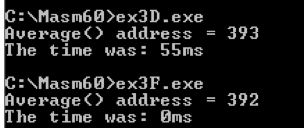 C:\Masm60>ex3D.exe
Average() address = 393
The time was: 55ms
C:\Masm60>ex3F.exe
Average() address = 392
The time was: 0ms